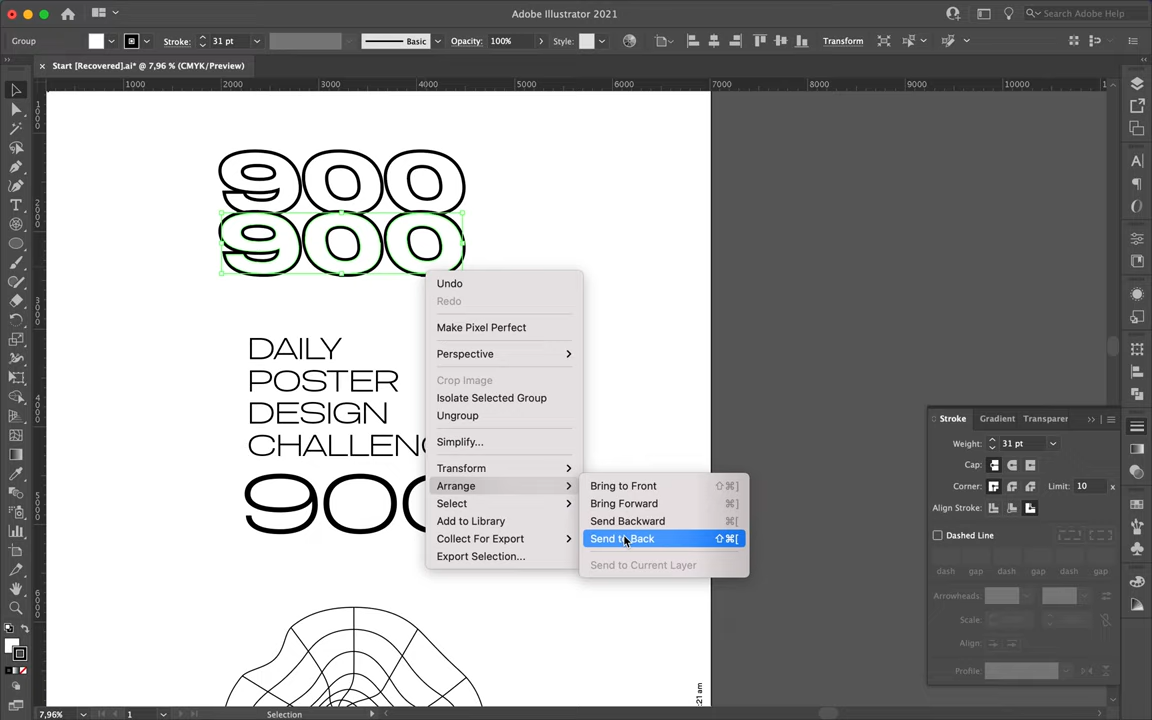 Adobe Illustrator 2021
Search Adobe Help
Group
Stroke:
31 pt
Basic
Opacity:
100%
Style:
Transform
Start [Recovered].ai* @ 7,96 % (CMYK/Preview)
1000
2000
3000
4000
5000
6000
7000
8000
9000
10000
900
900
DAILY
POSTER
DESIGN
CHALLENG
900
Undo
Redo
Make Pixel Perfect
Perspective
Crop Image
Isolate Selected Group
Ungroup
Simplify...
Transform
Arrange
Select
Add to Library
Collect For Export
Export Selection...
Bring to Front ⇧⌘]
Bring Forward ⌘]
Send Backward ⌘[
Send to Back ⇧⌘[
Send to Current Layer
Stroke
Gradient
Transparer
Weight:
31 pt
Cap:
Corner:
Limit:
10
x
Align Stroke:
Dashed Line
dash
gap
dash
gap
dash
gap
Arrowheads:
Scale:
Align:
Profile:
:21 am
7,96%
1
Selection